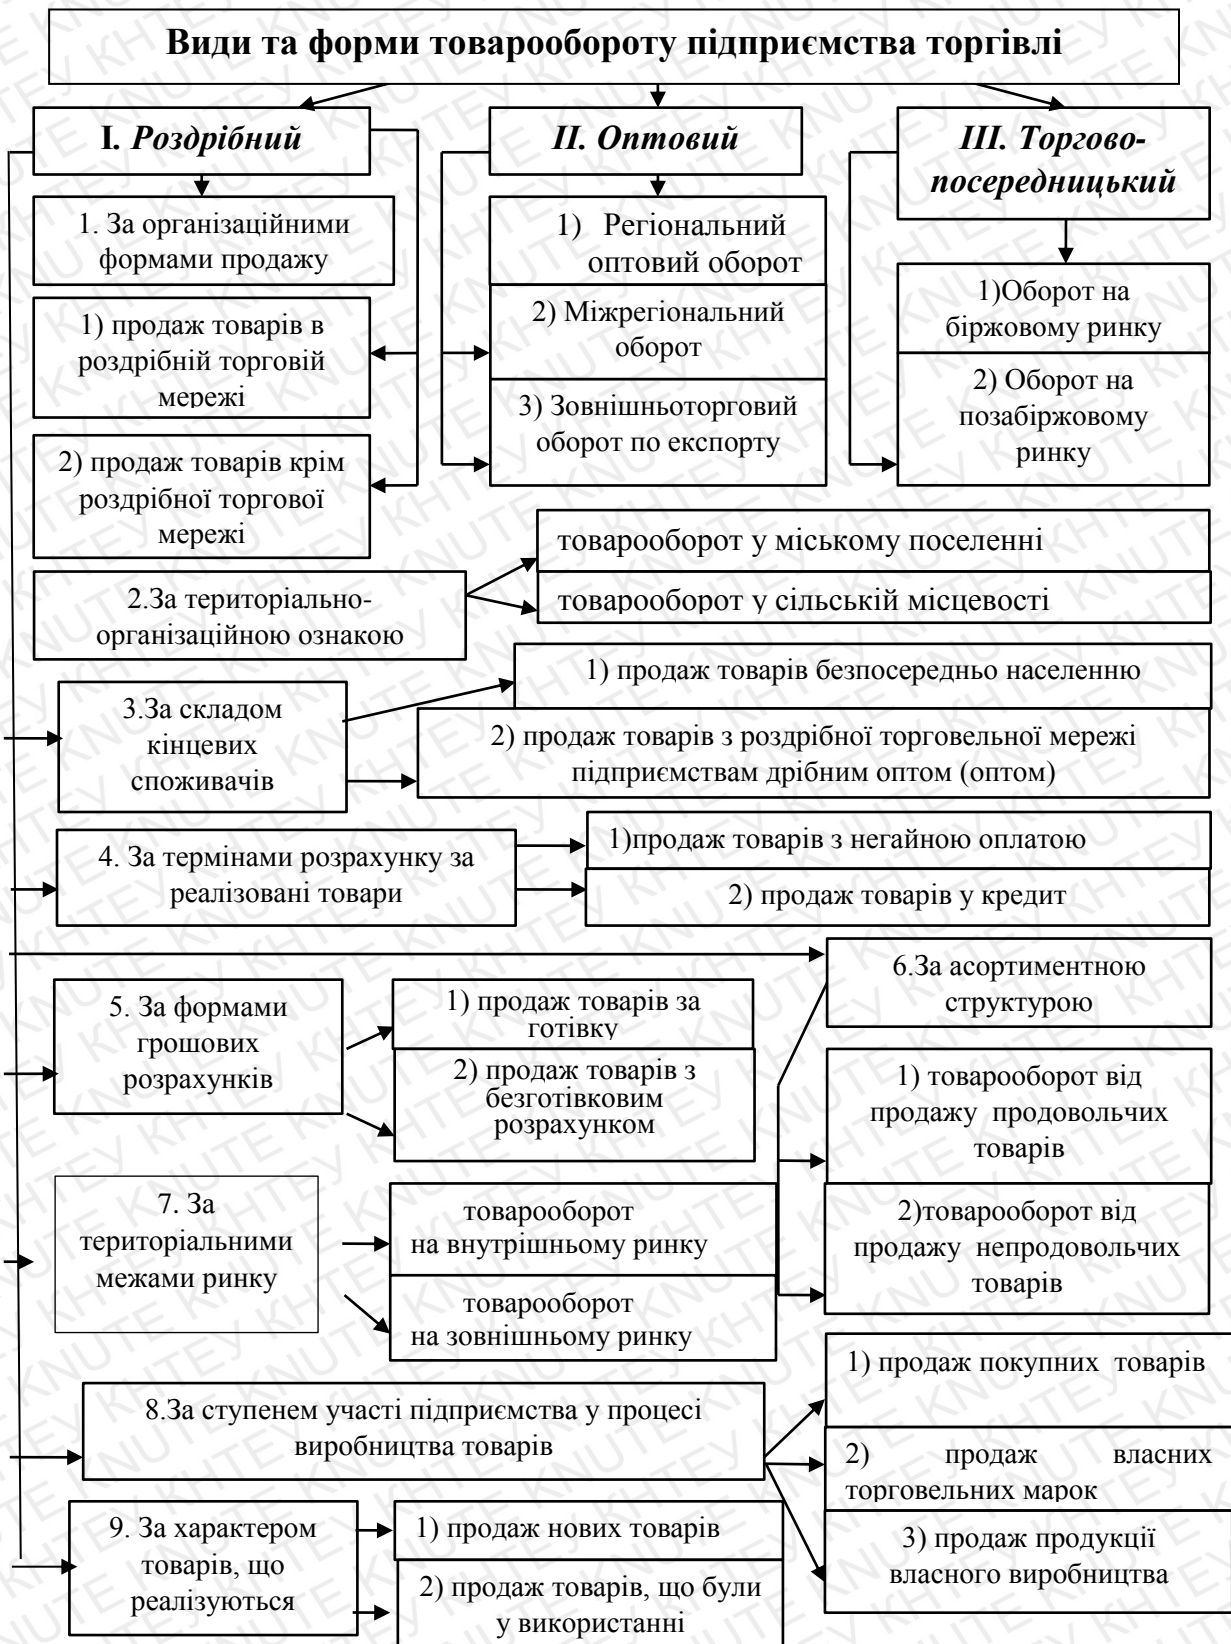 Види та форми товарообороту підприємства торгівлі
І. Роздрібний
ІІ. Оптовий
ІІІ. Торгово-
посередницький
1. За організаційними
формами продажу
1) продаж товарів в
роздрібній торговій
мережі
2) продаж товарів крім
роздрібної торгової
мережі
1) Регіональний
оптовий оборот
2) Міжрегіональний
оборот
3) Зовнішньоторговий
оборот по експорту
1)Оборот на
біржовому ринку
2) Оборот на
позабіржовому
ринку
2.За територіально-
організаційною ознакою
товарооборот у міському поселенні
товарооборот у сільській місцевості
3.За складом
кінцевих
споживачів
1) продаж товарів безпосередньо населенню
2) продаж товарів з роздрібної торговельної мережі
підприємствам дрібним оптом (оптом)
4. За термінами розрахунку за
реалізовані товари
1)продаж товарів з негайною оплатою
2) продаж товарів у кредит
5. За формами
грошових
розрахунків
1) продаж товарів за
готівку
2) продаж товарів з
безготівковим
розрахунком
6.За асортиментною
структурою
1) товарооборот від
продажу продовольчих
товарів
2)товарооборот від
продажу непродовольчих
товарів
7. За
територіальними
межами ринку
товарооборот
на внутрішньому ринку
товарооборот
на зовнішньому ринку
8.За ступенем участі підприємства у процесі
виробництва товарів
1) продаж покупних товарів
2) продаж власних
торговельних марок
3) продаж продукції
власного виробництва
9. За характером
товарів, що
реалізуються
1) продаж нових товарів
2) продаж товарів, що були
у використанні